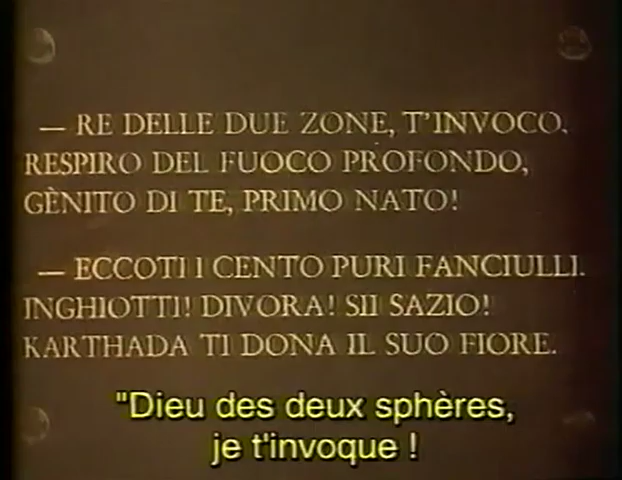 — RE DELLE DUE ZONE, T'INVOCO,
RESPIRO DEL FUOCO PROFONDO,
GÈNITO DI TE, PRIMO NATO!
— ECCOTI I CENTO PURI FANCIULLI.
INGHIOTTI! DIVORA! SII SAZIO!
KARTHADA TI DONA IL SUO FIORE.
"Dieu des deux sphères,
je t'invoque !